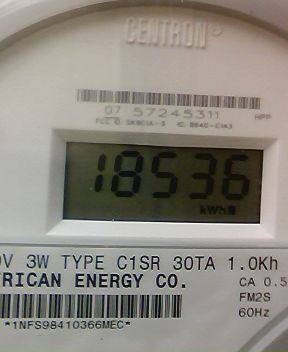 CENTRON®
07 57245311
HPP
18536
kWh
V 3W TYPE C1SR 30TA 1.0Kh
RICAN ENERGY CO.
CA 0.5
FM2S
60Hz
*1NFS98410366MEC*